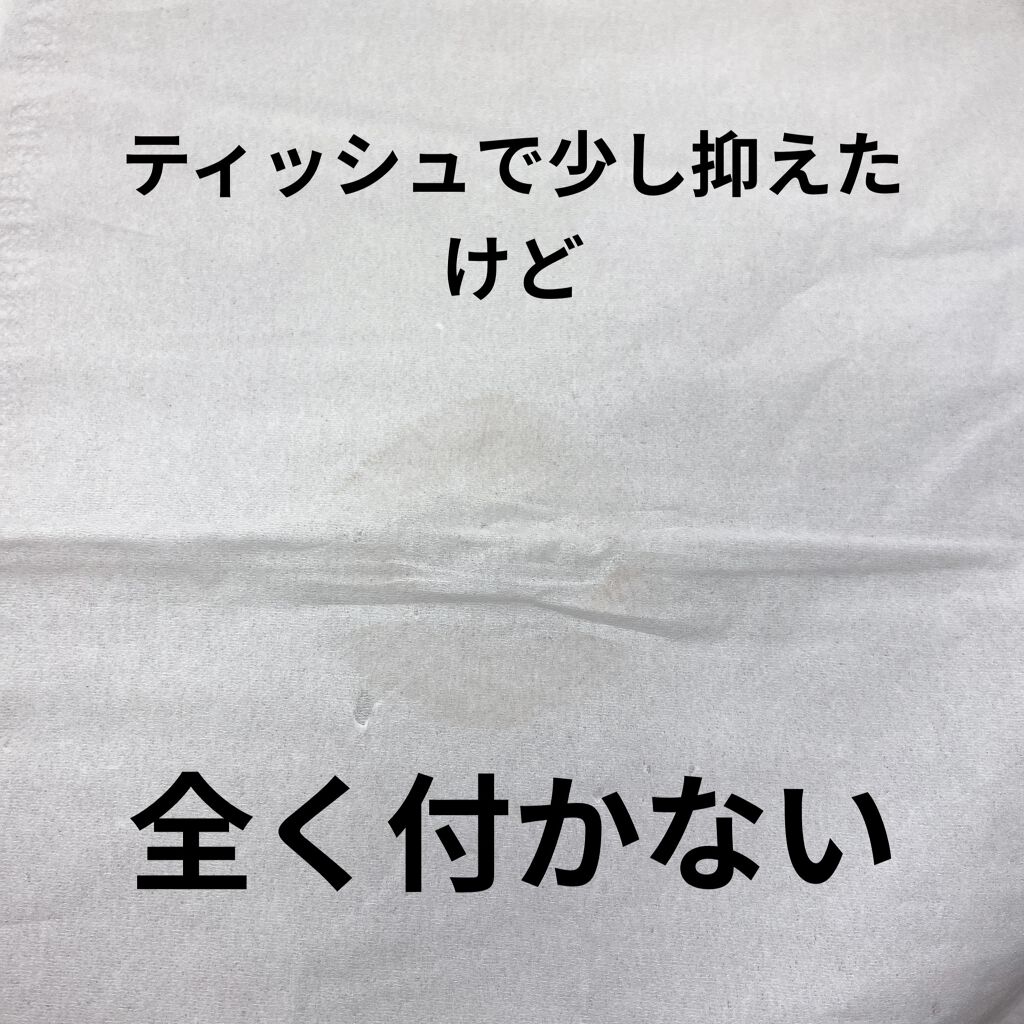 ティッシュで少し抑えた
けど
全く付かない